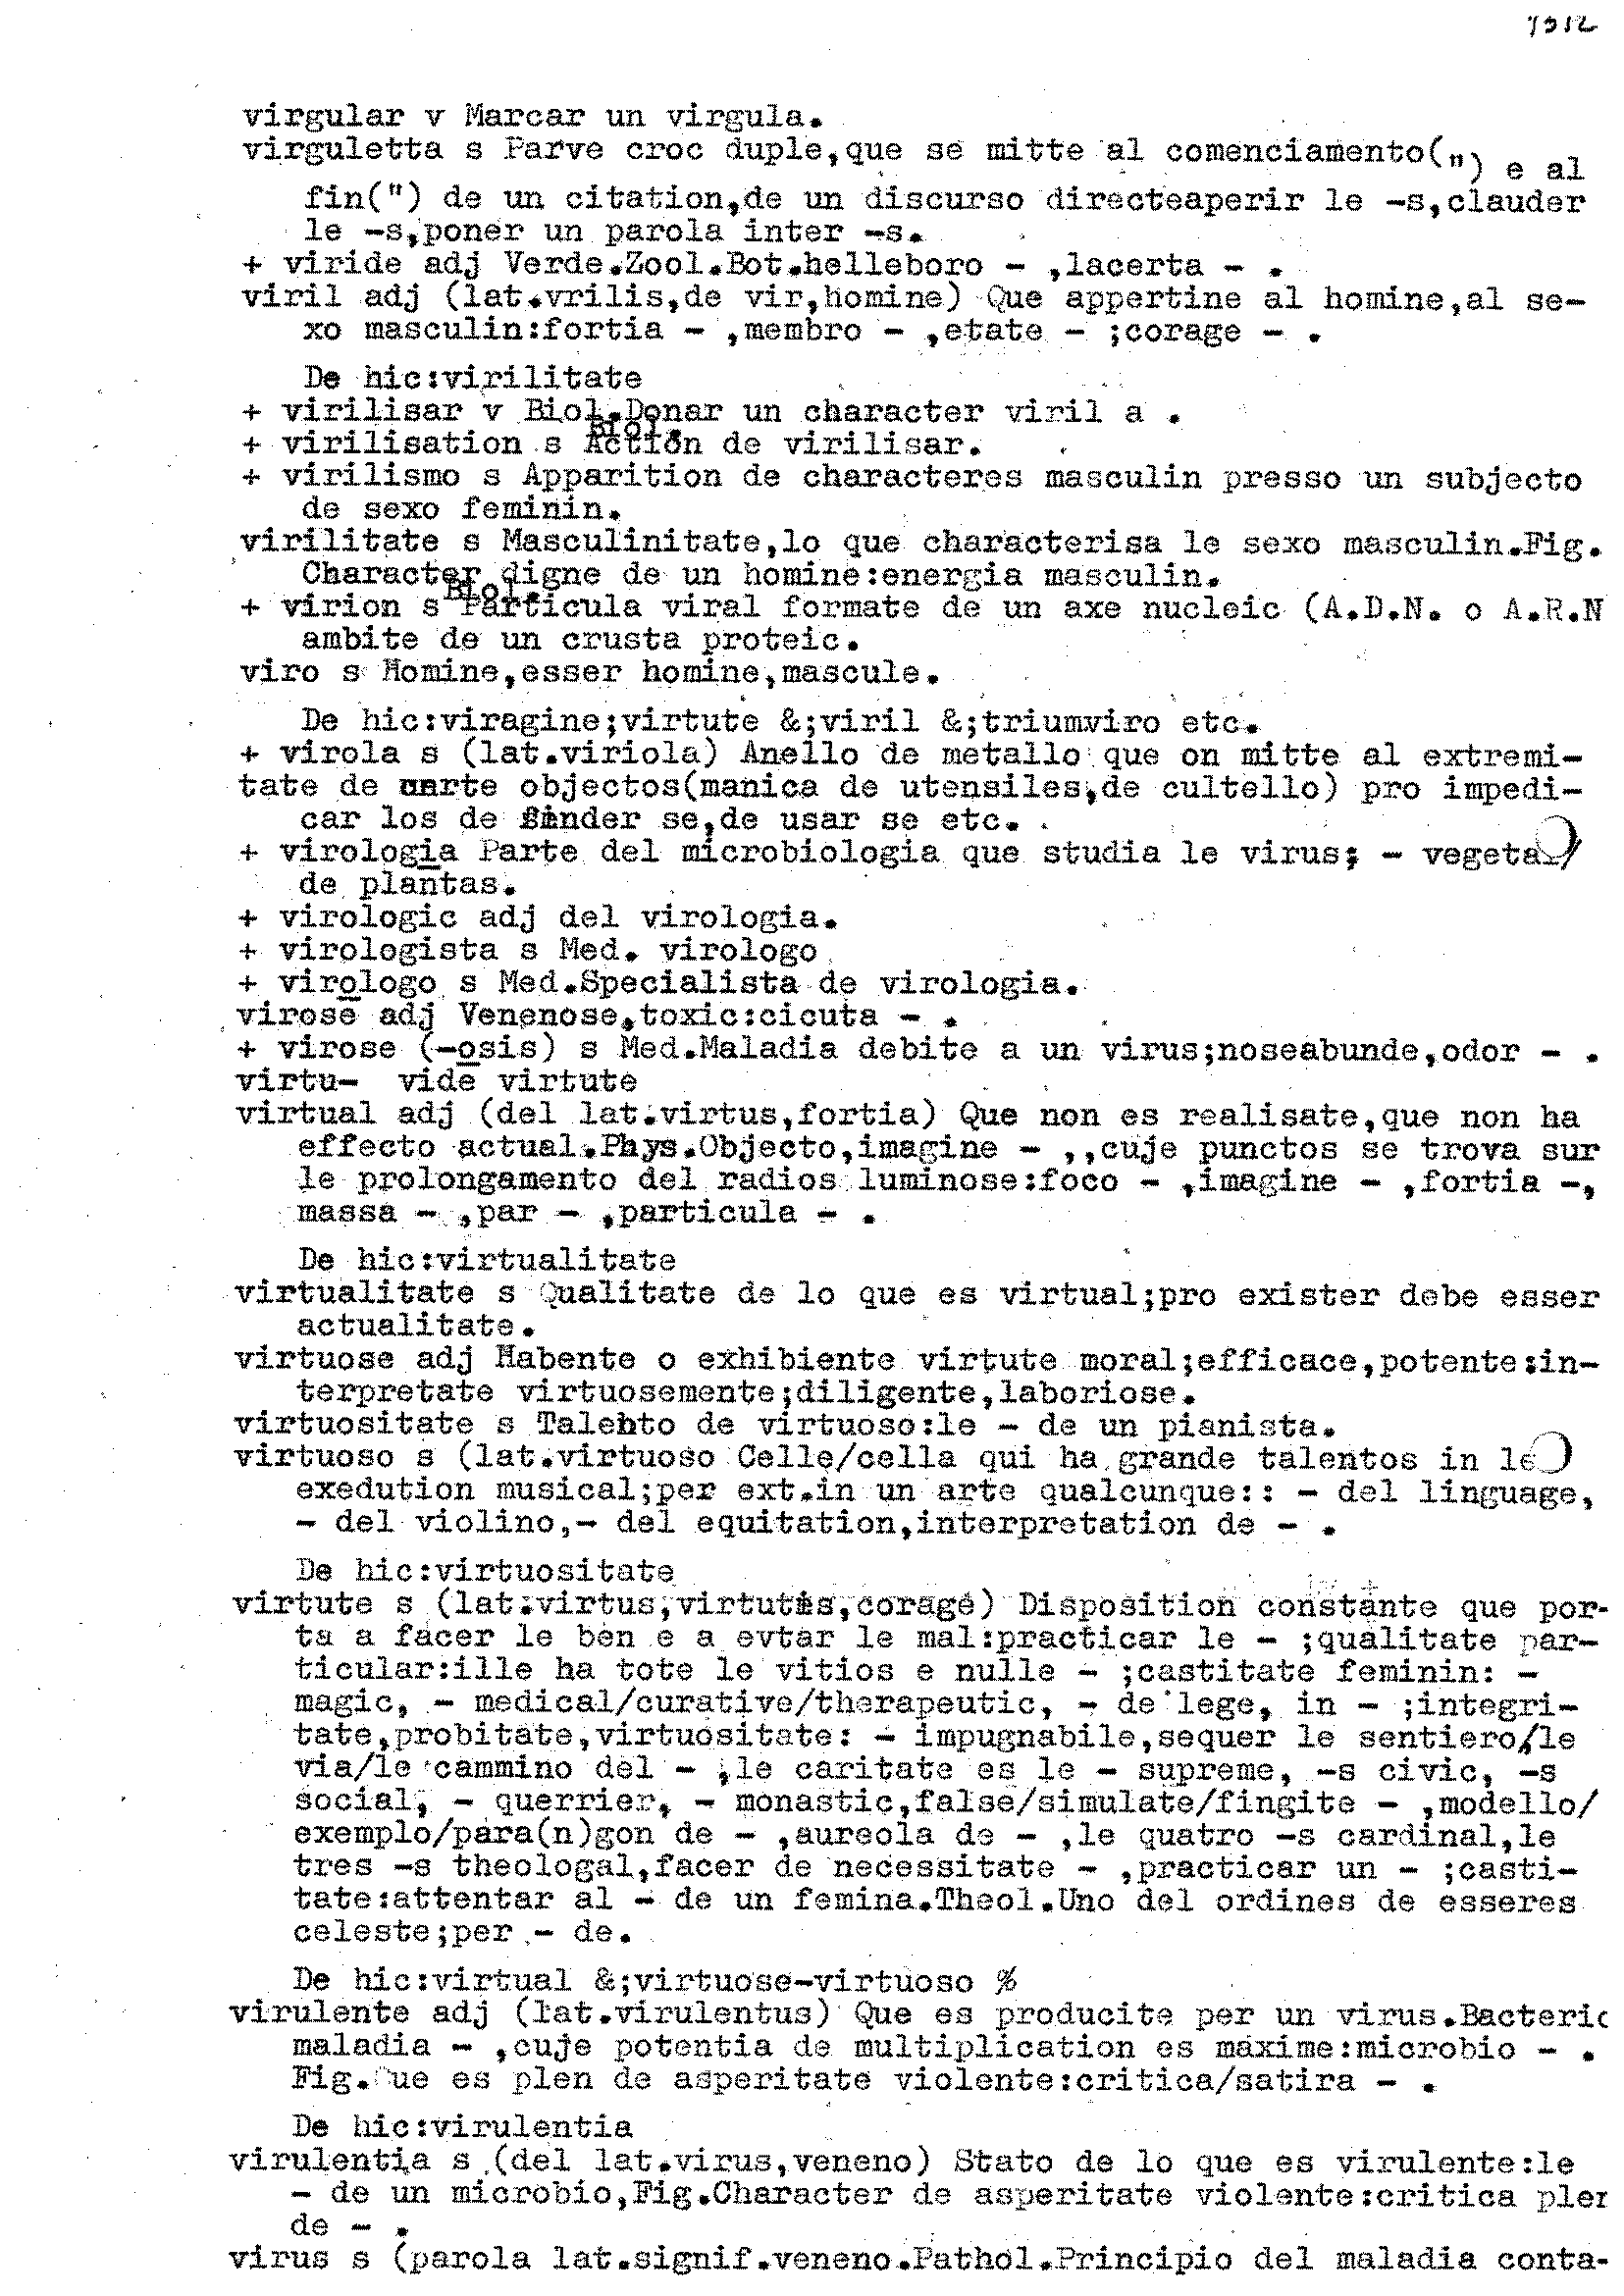 1312
virgular v Marcar un virgula.
virguletta s Parve croc duple,que se mitte al comenciamento(„) e al
fin(") de un citation,de un discurso directeaperir le -s,clauder
le -s,poner un parola inter -s.
+ viride adj Verde.Zool.Bot.helleboro - ,lacerta - .
viril adj (lat.vrilis,de vir,homine) Que appertine al homine,al se-
xo masculin:fortia - ,membro - ,etate - ;corage - .
De hic:virilitate
+ virilisar v Biol.Donar un character viril a .
+ virilisation s Biol. Action de virilisar.
+ virilismo s Apparition de characteres masculin presso un subjecto
de sexo feminin.
virilitate s Masculinitate,lo que characterisa le sexo masculin.Fig.
Character digne de un homine:energia masculin.
+ virion s Biol. Particula viral formate de un axe nucleic (A.D.N. o A.R.N
ambite de un crusta proteic.
viro s Homine,esser homine,mascule.
De hic:viragine;virtute &;viril &;triumviro etc.
+ virola s (lat.viriola) Anello de metallo que on mitte al extremi-
tate de certe objectos(manica de utensiles,de cultello) pro impedi-
car los de finder se,de usar se etc.
+ virologia Parte del microbiologia que studia le virus; - vegetal/
de plantas.
+ virologic adj del virologia.
+ virologista s Med. virologo
+ virologo s Med.Specialista de virologia.
virose adj Venenose,toxic:cicuta - .
+ virose (-osis) s Med.Maladia debite a un virus;noseabunde,odor - .
virtu- vide virtute
virtual adj (del lat.virtus,fortia) Que non es realisate,que non ha
effecto actual.Phys.Objecto,imagine - ,,cuje punctos se trova sur
le prolongamento del radios luminose:foco - ,imagine - ,fortia -,
massa - ,par - ,particula - .
De hic:virtualitate
virtualitate s Qualitate de lo que es virtual;pro exister debe esser
actualitate.
virtuose adj Habente o exhibiente virtute moral;efficace,potente:in-
terpretate virtuosemente;diligente,laboriose.
virtuositate s Talehto de virtuoso:le - de un pianista.
virtuoso s (lat.virtuoso Celle/cella qui ha grande talentos in le
exedution musical;per ext.in un arte qualcunque:: - del linguage,
- del violino,- del equitation,interpretation de - .
De hic:virtuositate
virtute s (lat.virtus,virtutis,corage) Disposition constante que por-
ta a facer le ben e a evtar le mal:practicar le - ;qualitate par-
ticular:ille ha tote le vitios e nulle - ;castitate feminin: -
magic, - medical/curative/therapeutic, - de lege, in - ;integri-
tate,probitate,virtuositate: - impugnabile,sequer le sentiero/le
via/le cammino del - ,le caritate es le - supreme, -s civic, -s
social, - querrier, - monastic,false/simulate/fingite - ,modello/
exemplo/para(n)gon de - ,aureola de - ,le quatro -s cardinal,le
tres -s theologal,facer de necessitate - ,practicar un - ;casti-
tate:attentar al - de un femina.Theol.Uno del ordines de esseres
celeste;per - de.
De hic:virtual &;virtuose-virtuoso %
virulente adj (lat.virulentus) Que es producite per un virus.Bacteric
maladia - ,cuje potentia de multiplication es maxime:microbio - .
Fig.Que es plen de asperitate violente:critica/satira - .
De hic:virulentia
virulentia s (del lat.virus,veneno) Stato de lo que es virulente:le
- de un microbio,Fig.Character de asperitate violente:critica plen
de - .
virus s (parola lat.signif.veneno.Pathol.Principio del maladia conta-